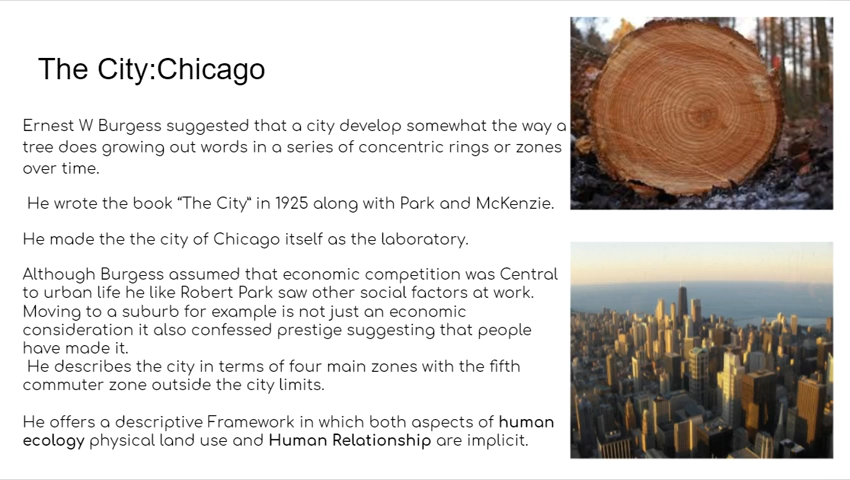 The City:Chicago
Ernest W Burgess suggested that a city develop somewhat the way a
tree does growing out words in a series of concentric rings or zones
over time.
He wrote the book “The City” in 1925 along with Park and McKenzie.
He made the the city of Chicago itself as the laboratory.
Although Burgess assumed that economic competition was Central
to urban life he like Robert Park saw other social factors at work.
Moving to a suburb for example is not just an economic
consideration it also confessed prestige suggesting that people
have made it.
He describes the city in terms of four main zones with the fifth
commuter zone outside the city limits.
He offers a descriptive Framework in which both aspects of human
ecology physical land use and Human Relationship are implicit.